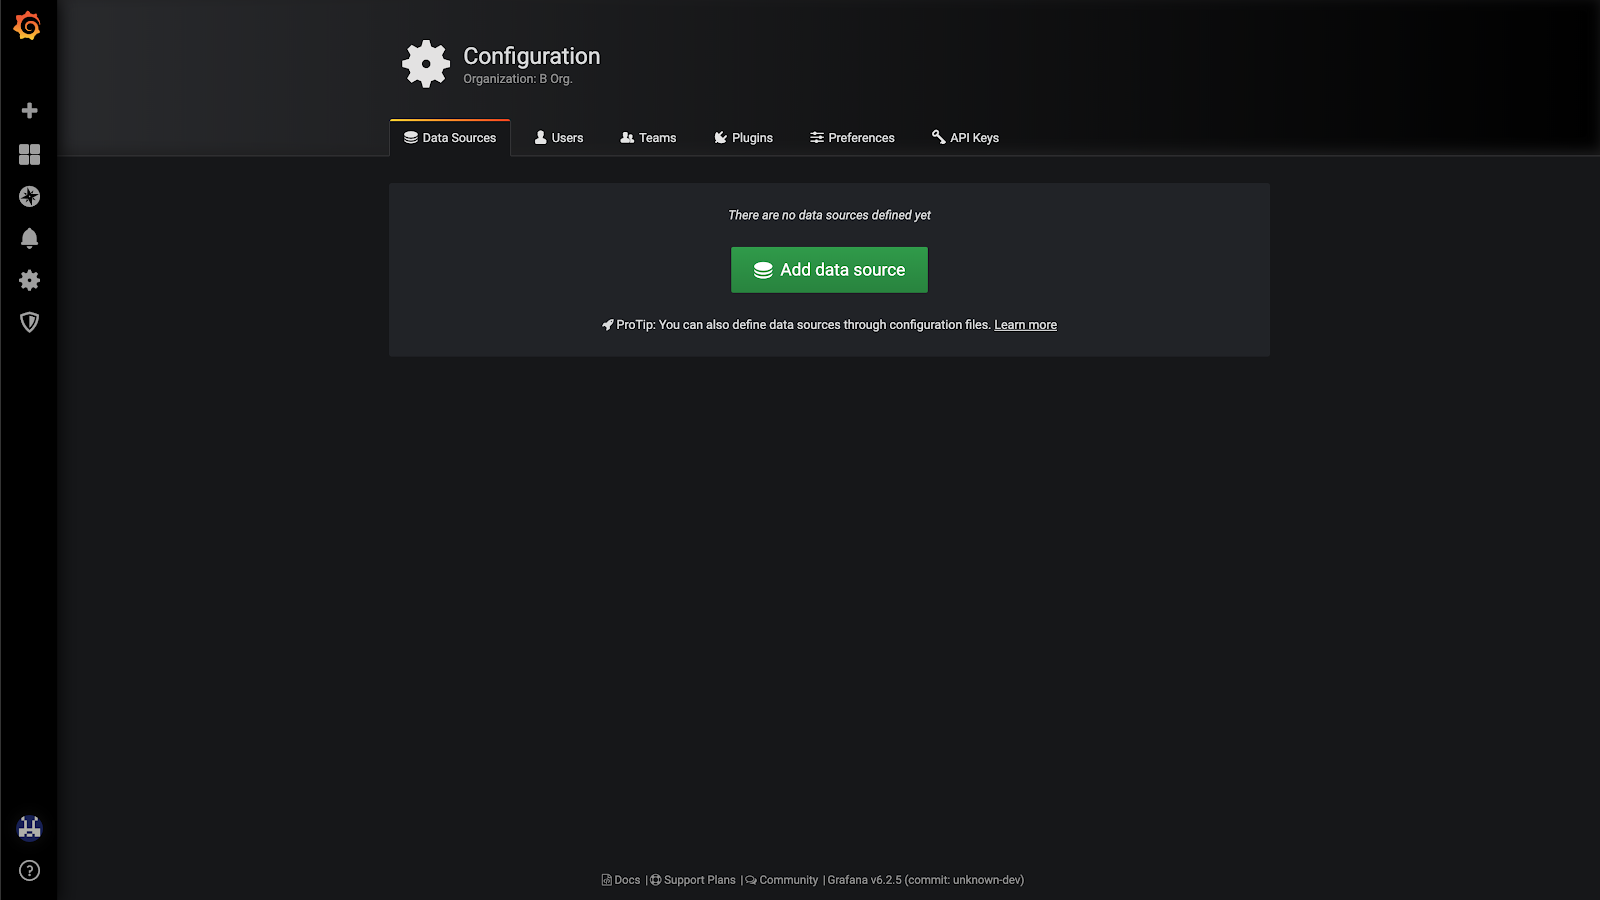 Configuration
Organization: B Org.
Data Sources
Users
Teams
Plugins
Preferences
API Keys
There are no data sources defined yet
Add data source
ProTip: You can also define data sources through configuration files. Learn more
Docs | Support Plans | Community | Grafana v6.2.5 (commit: unknown-dev)